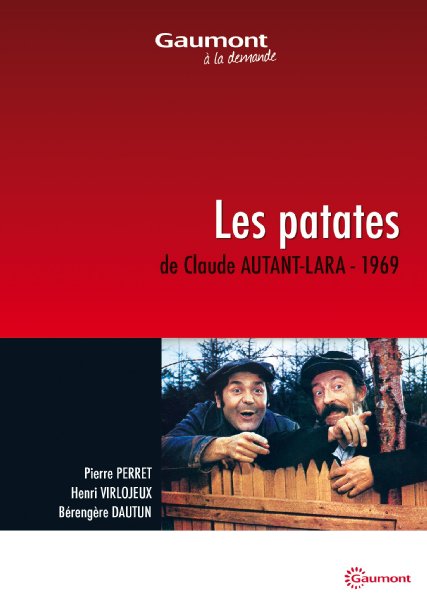 Gaumont
à la demande
Les patates
de Claude AUTANT-LARA - 1969
Pierre PERRET
Henri VIRLOJEUX
Bérengère DAUTUN
Gaumont